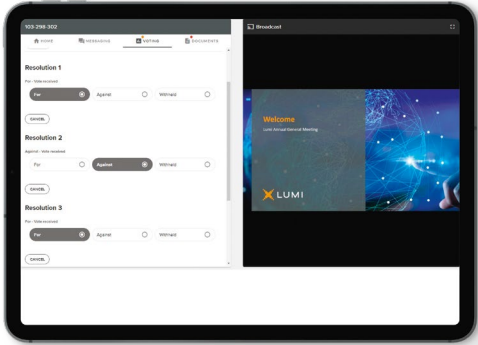 103-298-302
HOME MESSAGING VOTING DOCUMENTS
Resolution 1
For - Vote received
For Against Withheld
CANCEL
Resolution 2
Against - Vote received
For Against Withheld
CANCEL
Resolution 3
For - Vote received
For Against Withheld
CANCEL
Broadcast
Welcome
Lumi Annual General Meeting
LUMI